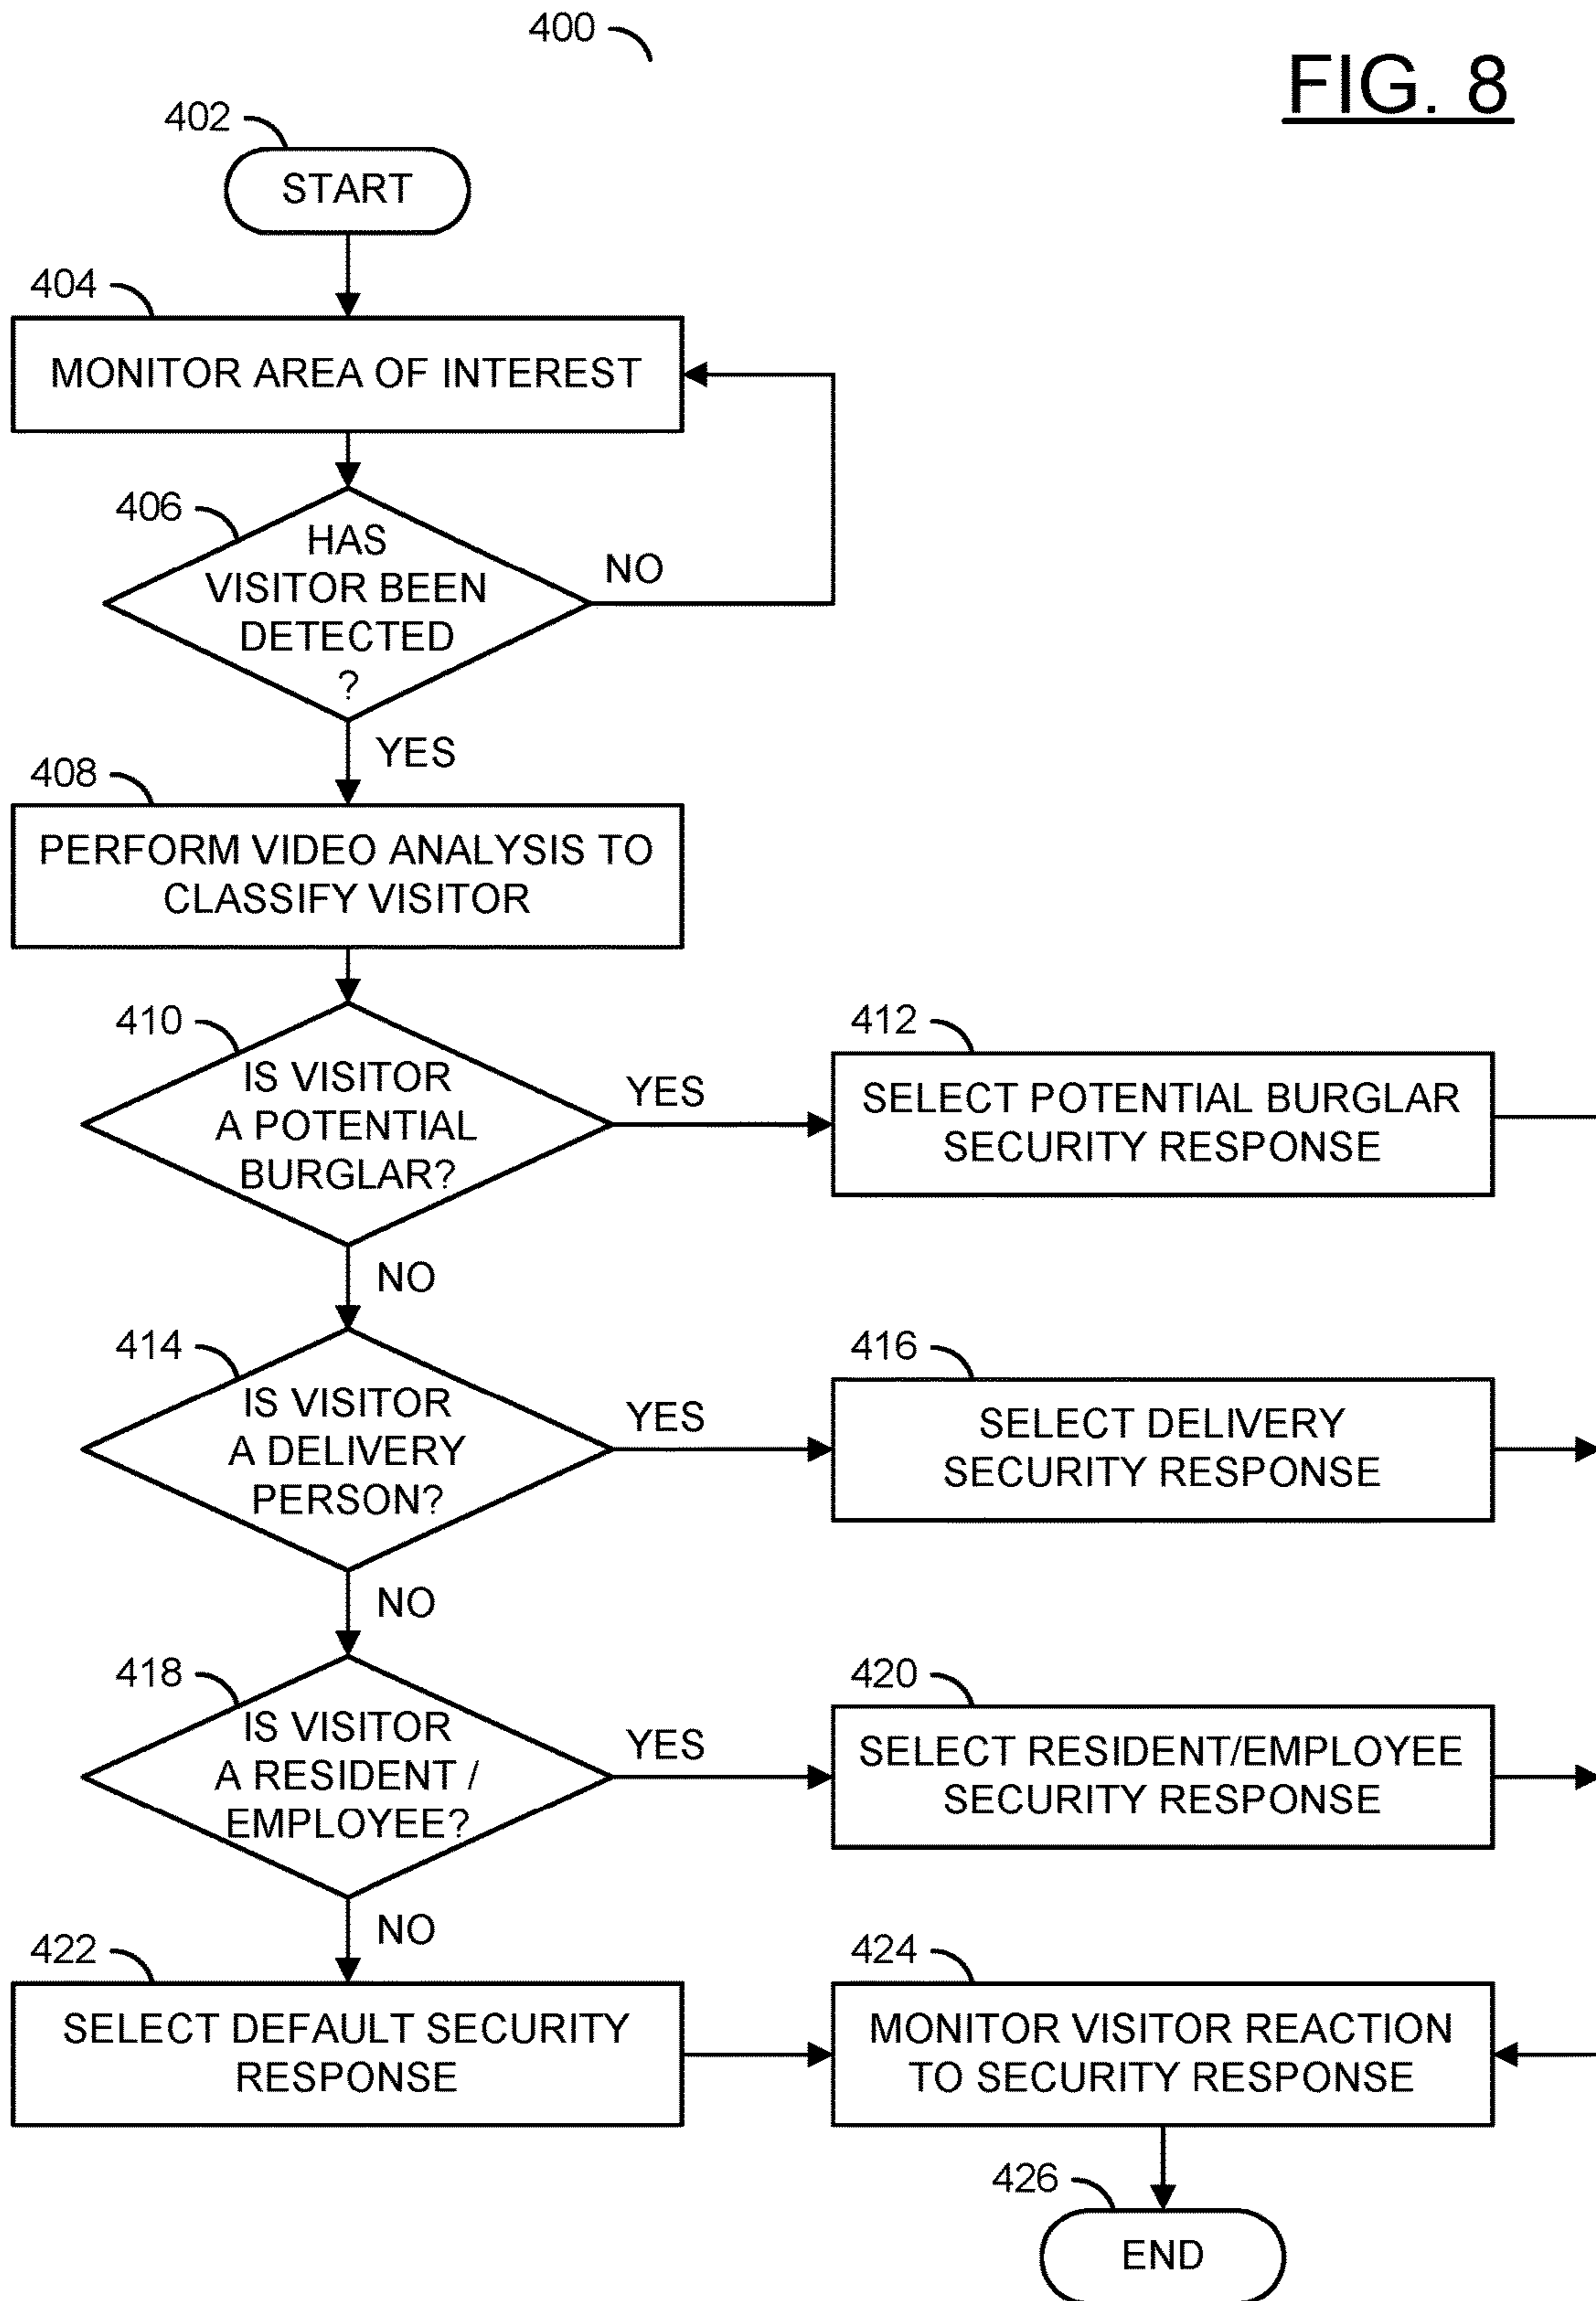 400
FIG. 8
402
START
404
MONITOR AREA OF INTEREST
406
HAS
VISITOR BEEN
DETECTED
?
NO
YES
408
PERFORM VIDEO ANALYSIS TO
CLASSIFY VISITOR
410
IS VISITOR
A POTENTIAL
BURGLAR?
YES
412
SELECT POTENTIAL BURGLAR
SECURITY RESPONSE
NO
414
IS VISITOR
A DELIVERY
PERSON?
YES
416
SELECT DELIVERY
SECURITY RESPONSE
NO
418
IS VISITOR
A RESIDENT /
EMPLOYEE?
YES
420
SELECT RESIDENT/EMPLOYEE
SECURITY RESPONSE
NO
422
SELECT DEFAULT SECURITY
RESPONSE
424
MONITOR VISITOR REACTION
TO SECURITY RESPONSE
426
END